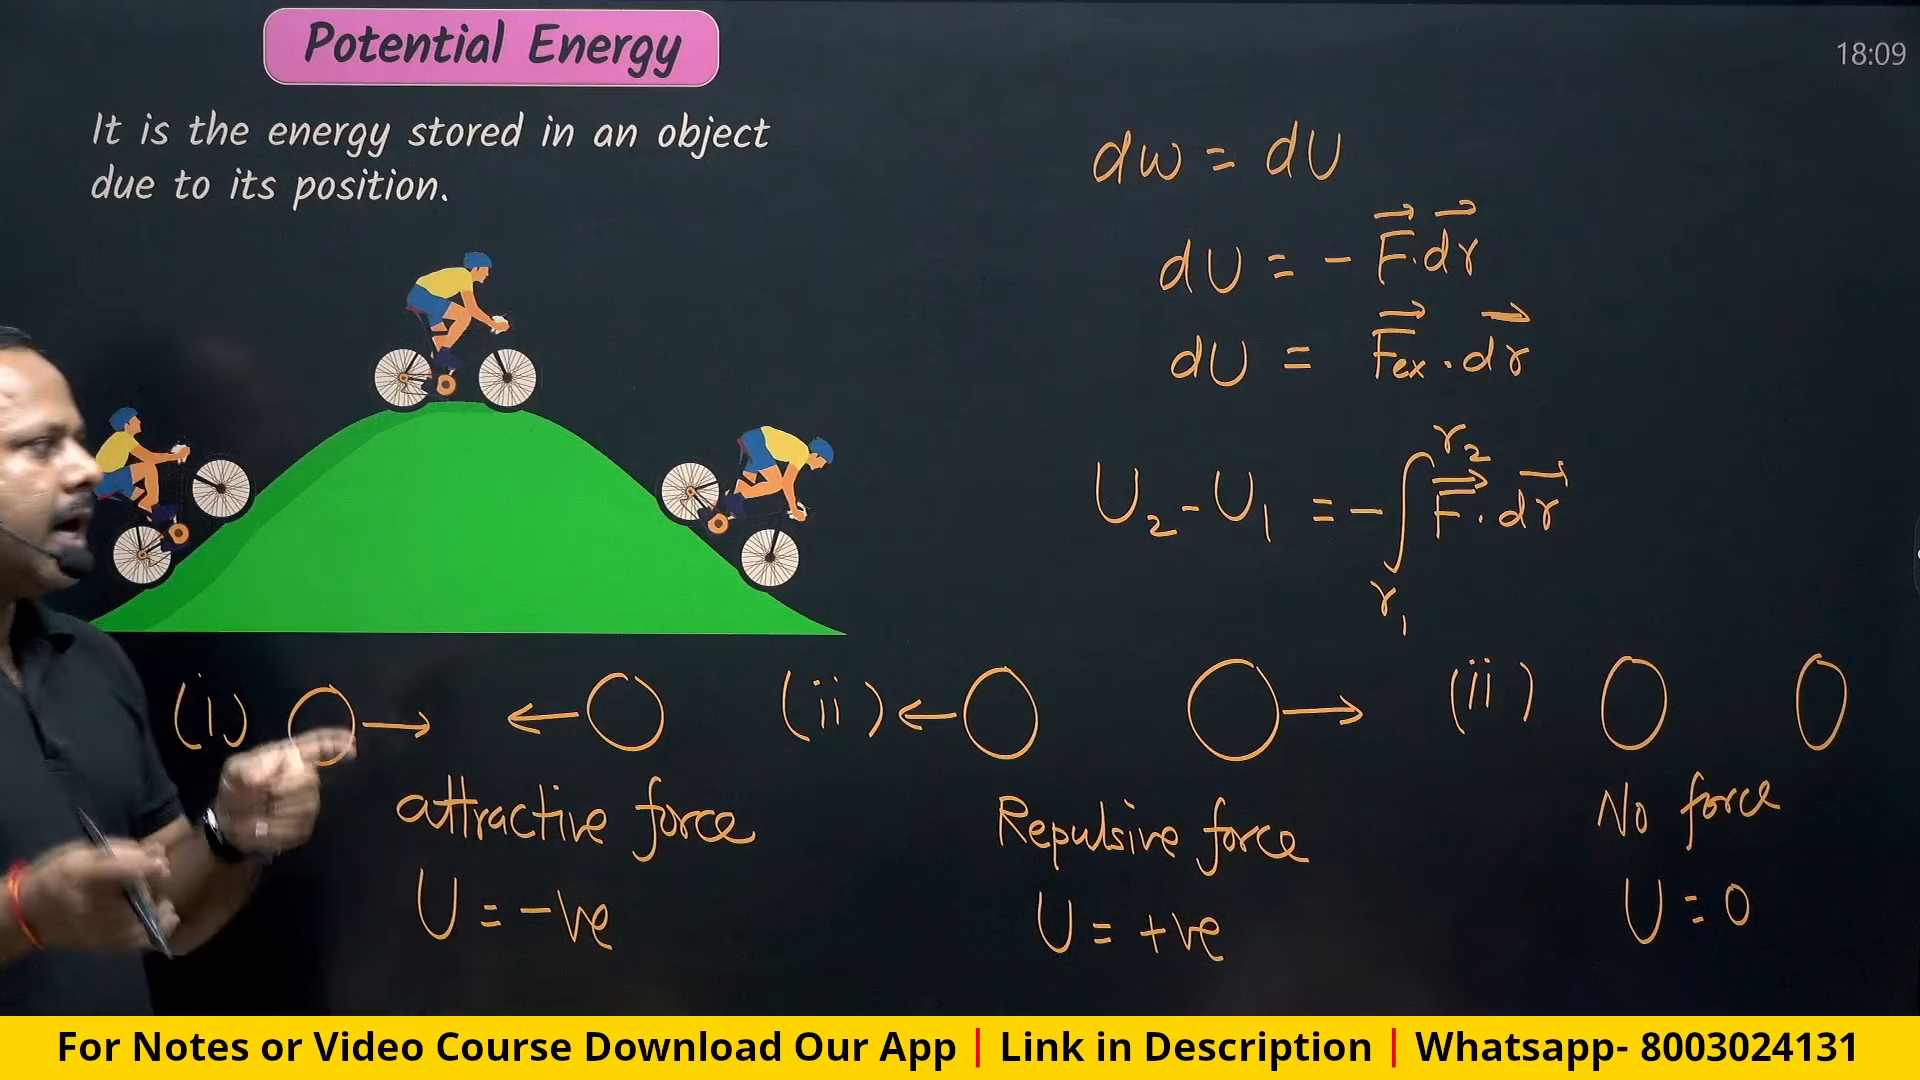 Potential Energy
18:09
It is the energy stored in an object
due to its position.
dw = dU
dU = - F⃗.dr⃗
dU = F⃗ex . dr⃗
U₂ - U₁ = - ∫ r₁ r₂ F⃗ . dr⃗
(i) (ii) (ii)
attractive force
U = -ve
Repulsive force
U = +ve
No force
U = 0
For Notes or Video Course Download Our App | Link in Description | Whatsapp- 8003024131